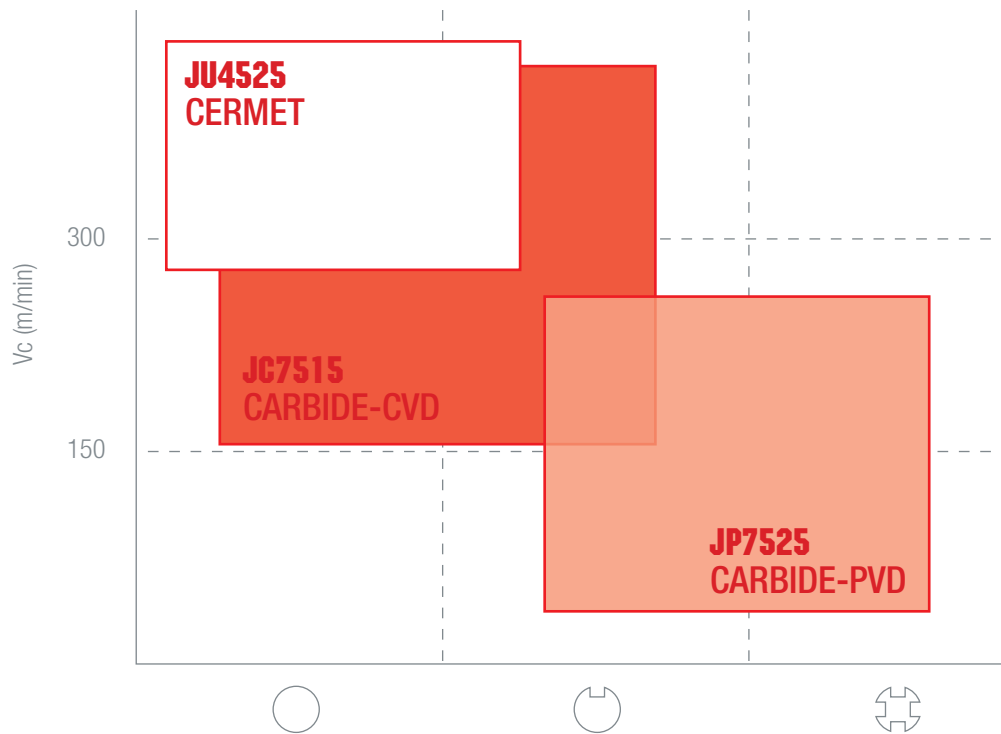 JU4525
CERMET
300
Vc (m/min)
JC7515
CARBIDE-CVD
150
JP7525
CARBIDE-PVD